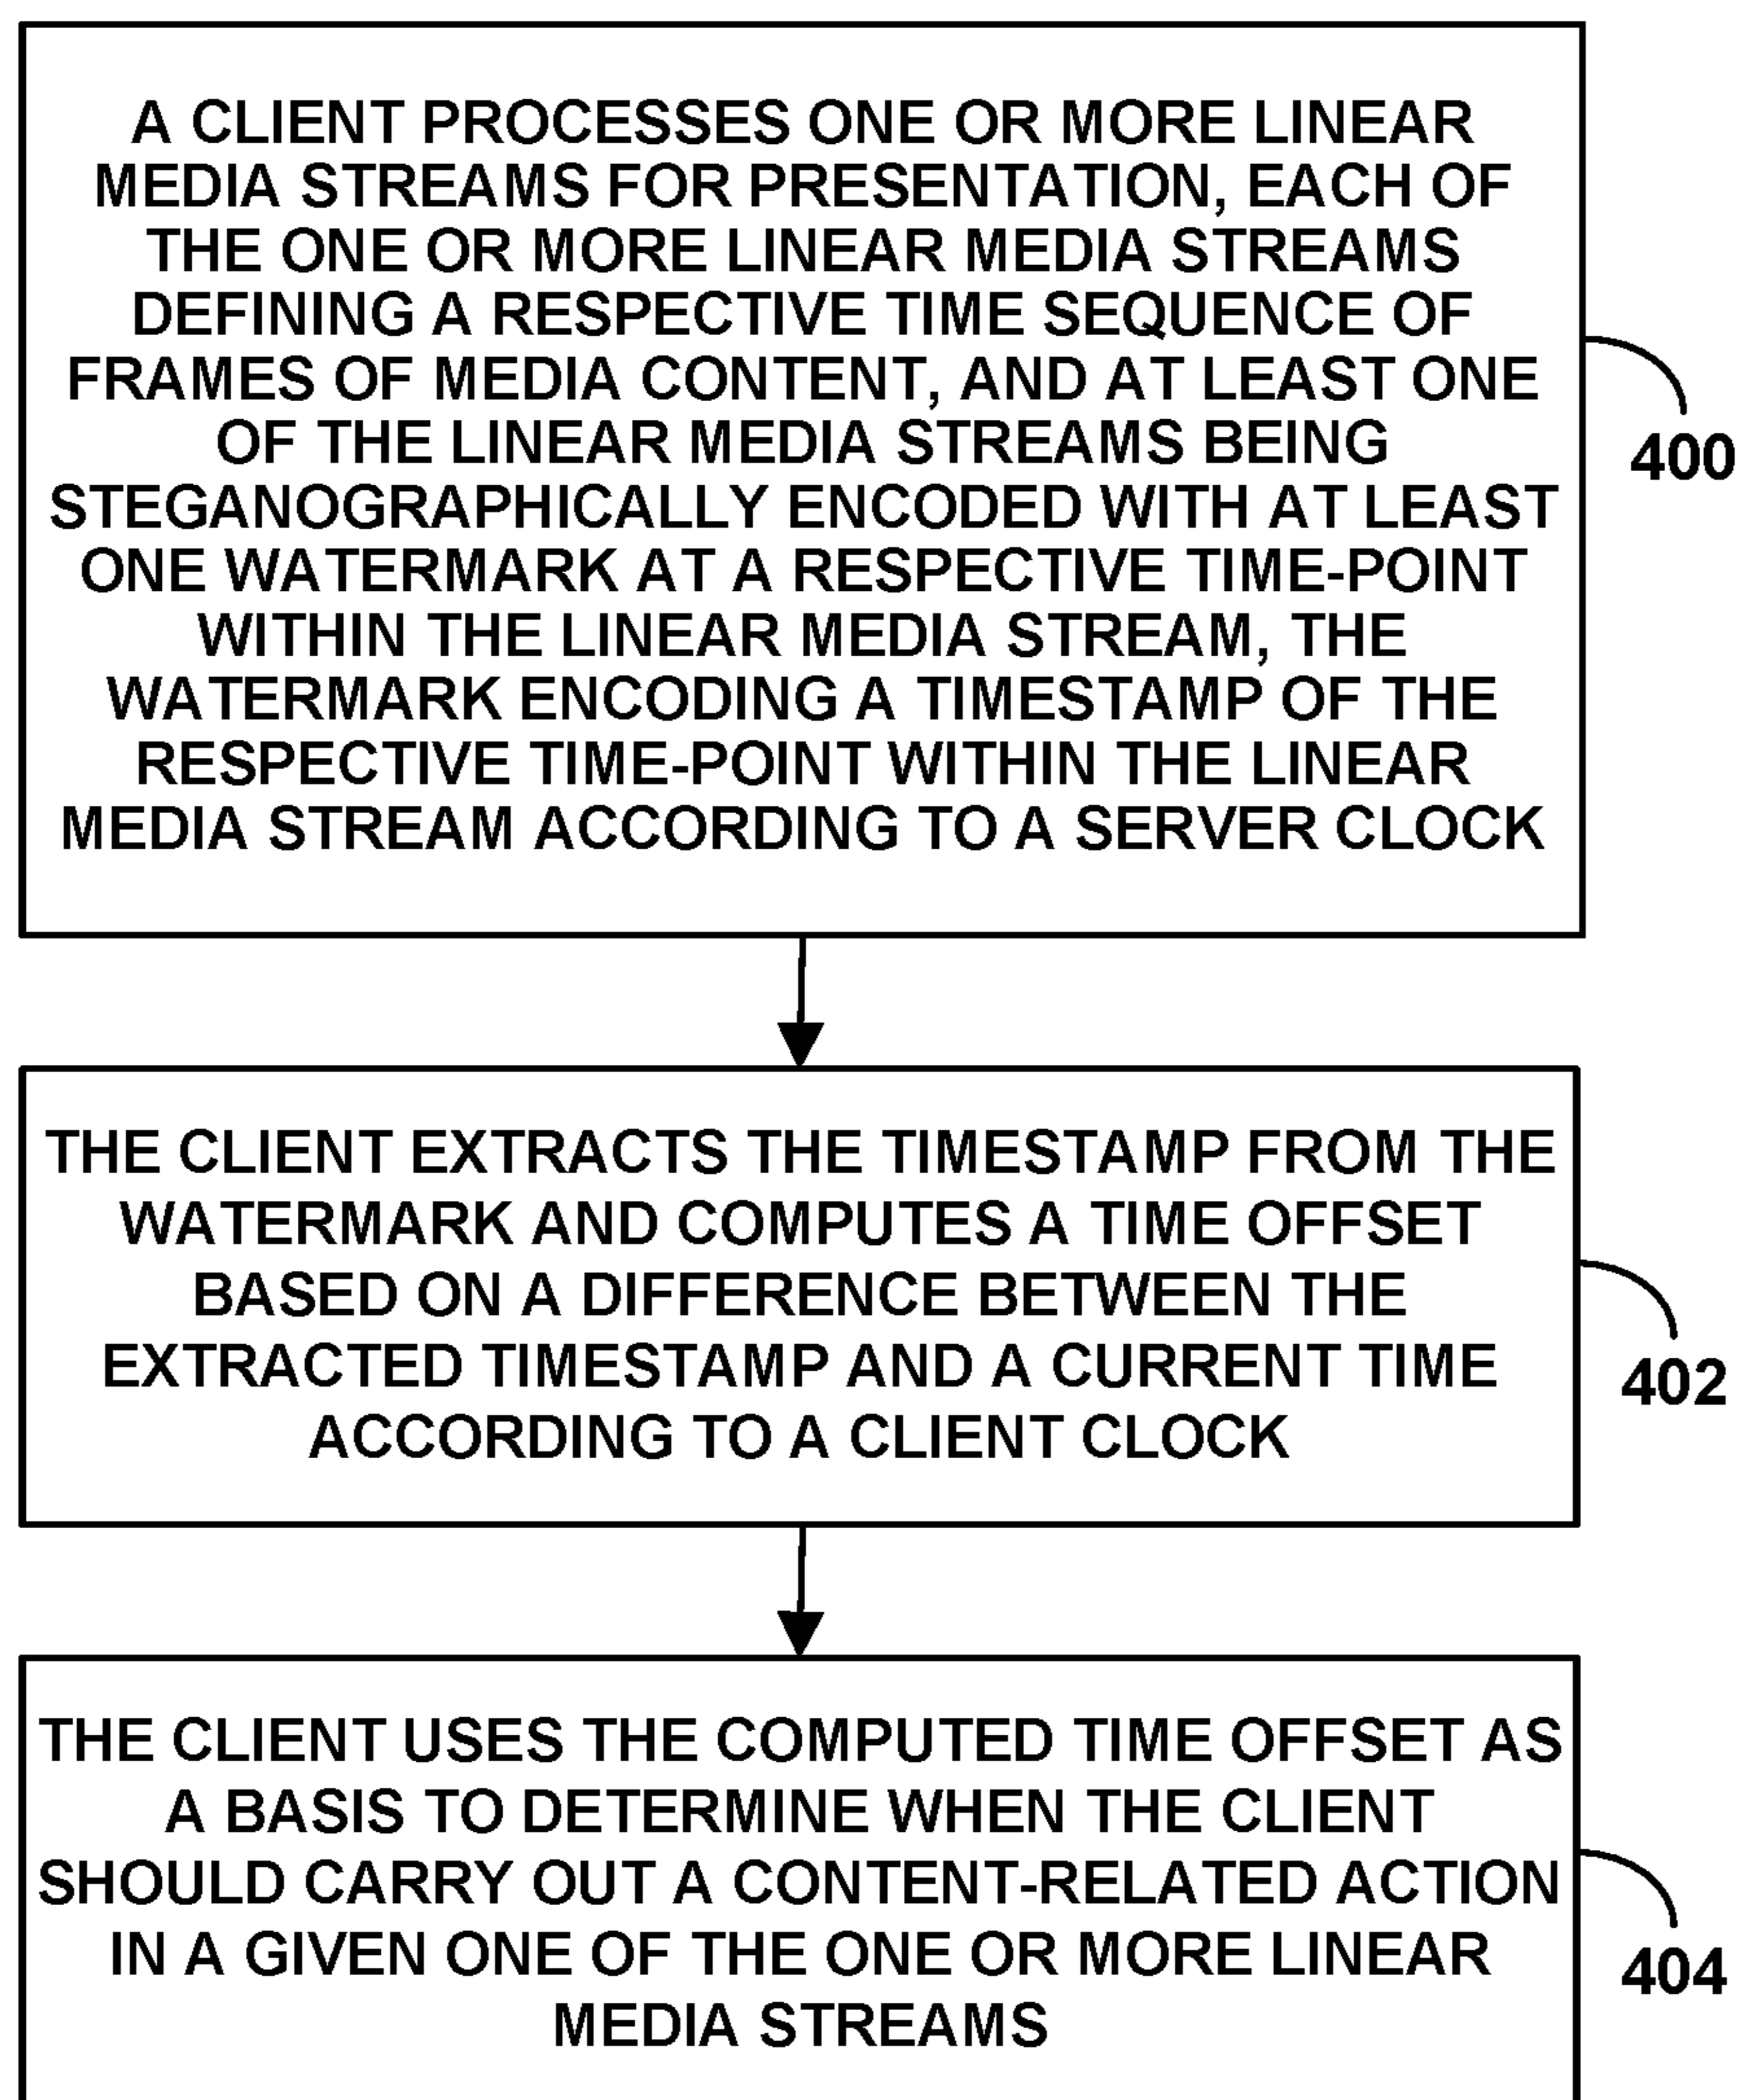 A CLIENT PROCESSES ONE OR MORE LINEAR
MEDIA STREAMS FOR PRESENTATION, EACH OF
THE ONE OR MORE LINEAR MEDIA STREAMS
DEFINING A RESPECTIVE TIME SEQUENCE OF
FRAMES OF MEDIA CONTENT, AND AT LEAST ONE
OF THE LINEAR MEDIA STREAMS BEING
STEGANOGRAPHICALLY ENCODED WITH AT LEAST
ONE WATERMARK AT A RESPECTIVE TIME-POINT
WITHIN THE LINEAR MEDIA STREAM, THE
WATERMARK ENCODING A TIMESTAMP OF THE
RESPECTIVE TIME-POINT WITHIN THE LINEAR
MEDIA STREAM ACCORDING TO A SERVER CLOCK
400
THE CLIENT EXTRACTS THE TIMESTAMP FROM THE
WATERMARK AND COMPUTES A TIME OFFSET
BASED ON A DIFFERENCE BETWEEN THE
EXTRACTED TIMESTAMP AND A CURRENT TIME
ACCORDING TO A CLIENT CLOCK
402
THE CLIENT USES THE COMPUTED TIME OFFSET AS
A BASIS TO DETERMINE WHEN THE CLIENT
SHOULD CARRY OUT A CONTENT-RELATED ACTION
IN A GIVEN ONE OF THE ONE OR MORE LINEAR
MEDIA STREAMS
404